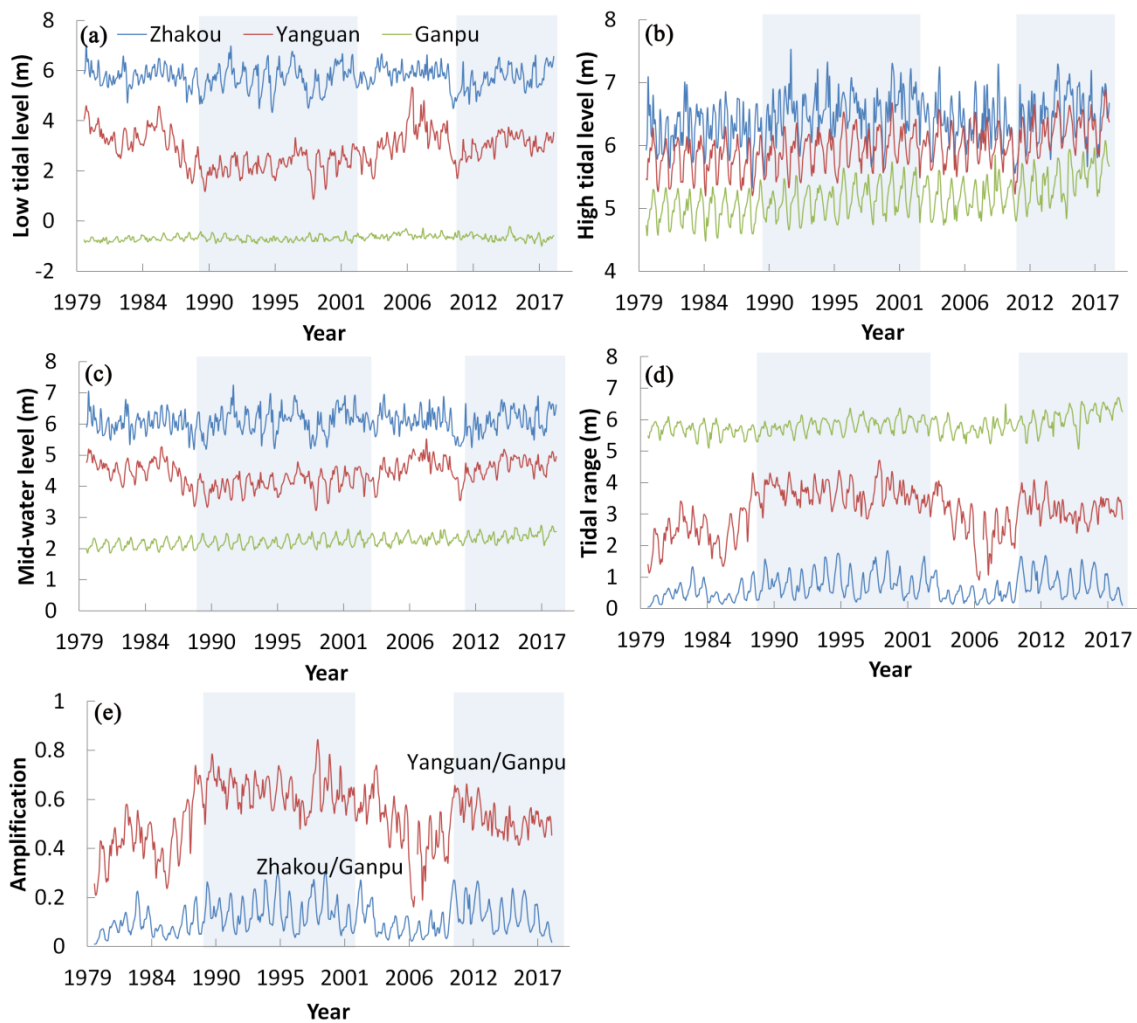 (a) Zhakou Yanguan Ganpu
Low tidal level (m)
8
6
4
2
0
-2
1979 1984 1990 1995 2001 2006 2012 2017
Year
(b)
High tidal level (m)
8
7
6
5
4
1979 1984 1990 1995 2001 2006 2012 2017
Year
(c)
Mid-water level (m)
8
7
6
5
4
3
2
1
0
1979 1984 1990 1995 2001 2006 2012 2017
Year
(d)
Tidal range (m)
8
7
6
5
4
3
2
1
0
1979 1984 1990 1995 2001 2006 2012 2017
Year
(e)
Amplification
1
0.8
0.6
0.4
0.2
0
Yanguan/Ganpu
Zhakou/Ganpu
1979 1984 1990 1995 2001 2006 2012 2017
Year